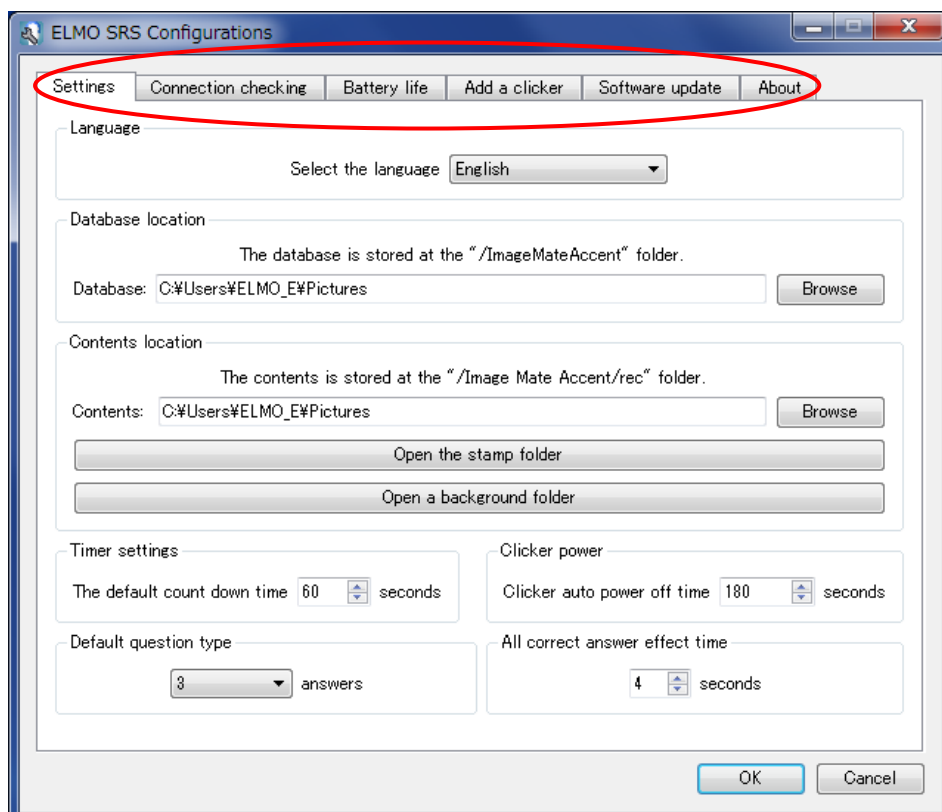 ELMO SRS Configurations
Settings Connection checking Battery life Add a clicker Software update About
Language
Select the language English
Database location
The database is stored at the "/ImageMateAccent" folder.
Database: C:¥Users¥ELMO_E¥Pictures Browse
Contents location
The contents is stored at the "/Image Mate Accent/rec" folder.
Contents: C:¥Users¥ELMO_E¥Pictures Browse
Open the stamp folder
Open a background folder
Timer settings Clicker power
The default count down time 60 seconds Clicker auto power off time 180 seconds
Default question type All correct answer effect time
3 answers 4 seconds
OK Cancel